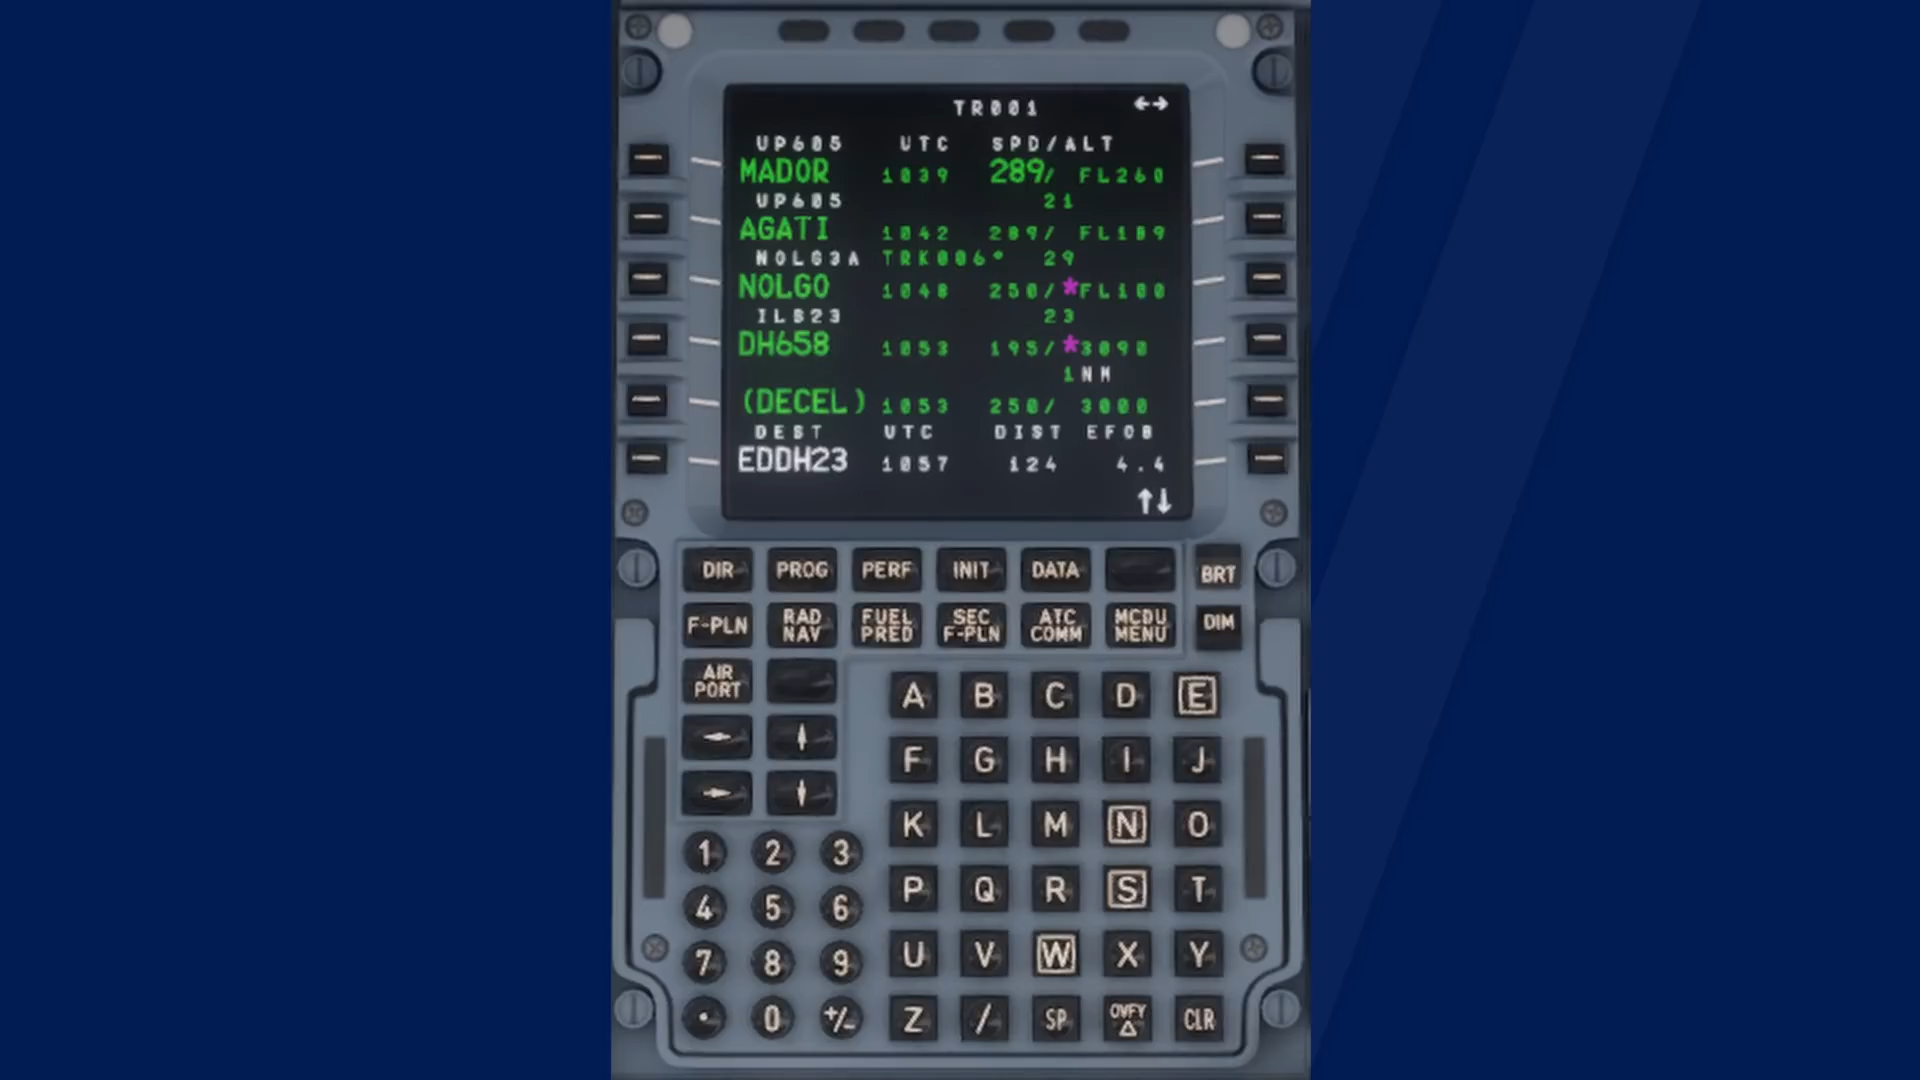 TR001 ↔
UP605 UTC SPD/ALT
MADOR 1039 289/ FL260
UP605 21
AGATI 1042 289/ FL189
NOLG3A TRK006° 29
NOLGO 1048 250/ *FL100
ILS23 23
DH658 1053 195/ *3090
1NM
(DECEL) 1053 250/ 3000
DEST UTC DIST EFOB
EDDH23 1057 124 4.4
↑↓
DIR PROG PERF INIT DATA BRT
F-PLN RAD NAV FUEL PRED SEC F-PLN ATC COMM MCDU MENU DIM
AIR PORT
A B C D E
F G H I J
K L M N O
1 2 3
P Q R S T
4 5 6
U V W X Y
7 8 9
Z / SP OVFY Δ CLR
. 0 +/-